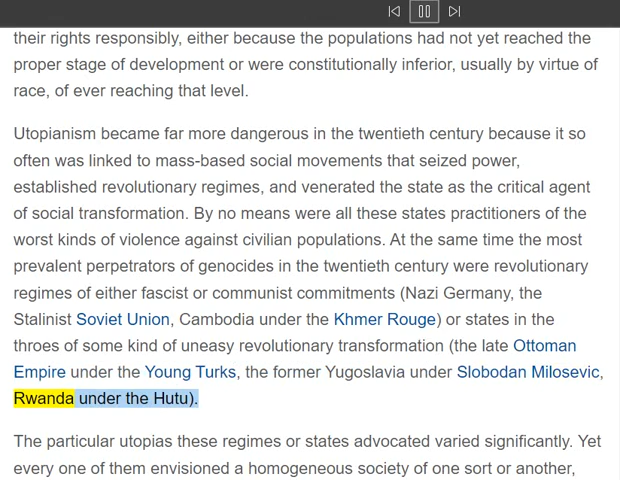 their rights responsibly, either because the populations had not yet reached the
proper stage of development or were constitutionally inferior, usually by virtue of
race, of ever reaching that level.
Utopianism became far more dangerous in the twentieth century because it so
often was linked to mass-based social movements that seized power,
established revolutionary regimes, and venerated the state as the critical agent
of social transformation. By no means were all these states practitioners of the
worst kinds of violence against civilian populations. At the same time the most
prevalent perpetrators of genocides in the twentieth century were revolutionary
regimes of either fascist or communist commitments (Nazi Germany, the
Stalinist Soviet Union, Cambodia under the Khmer Rouge) or states in the
throes of some kind of uneasy revolutionary transformation (the late Ottoman
Empire under the Young Turks, the former Yugoslavia under Slobodan Milosevic,
Rwanda under the Hutu).
The particular utopias these regimes or states advocated varied significantly. Yet
every one of them envisioned a homogeneous society of one sort or another,